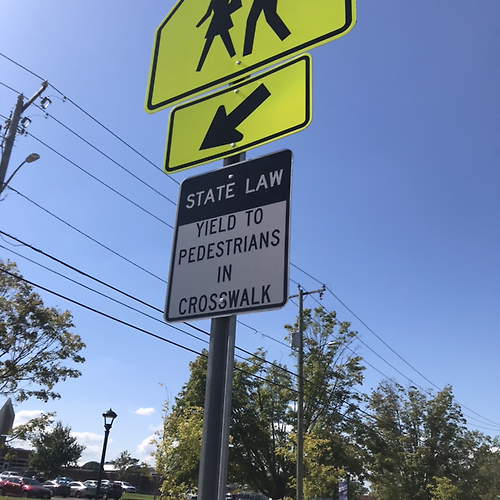 STATE LAW
YIELD TO
PEDESTRIANS
IN
CROSSWALK